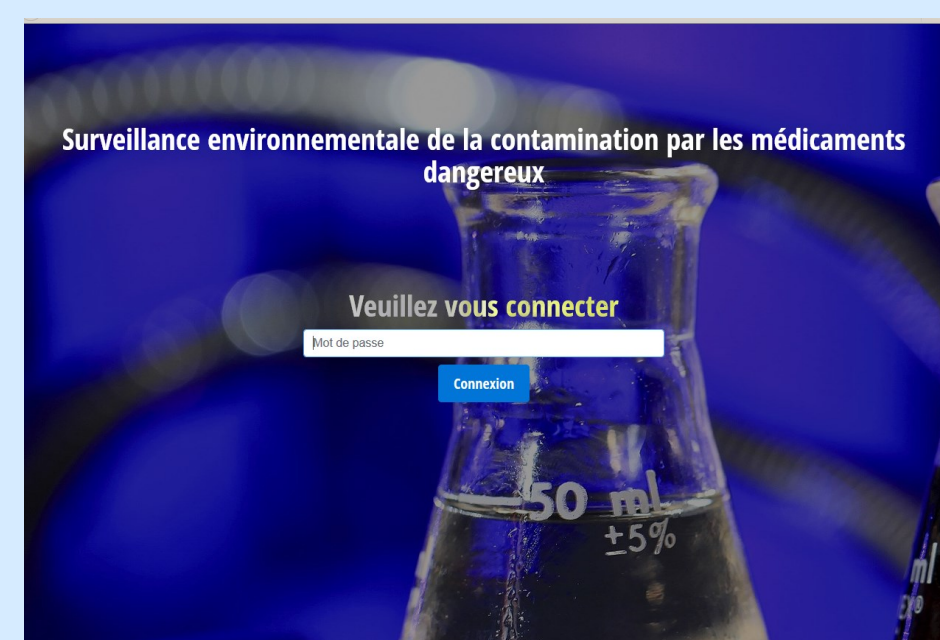 Surveillance environnementale de la contamination par les médicaments
dangereux
Veuillez vous connecter
Mot de passe
Connexion
50 ml
±5%
ml